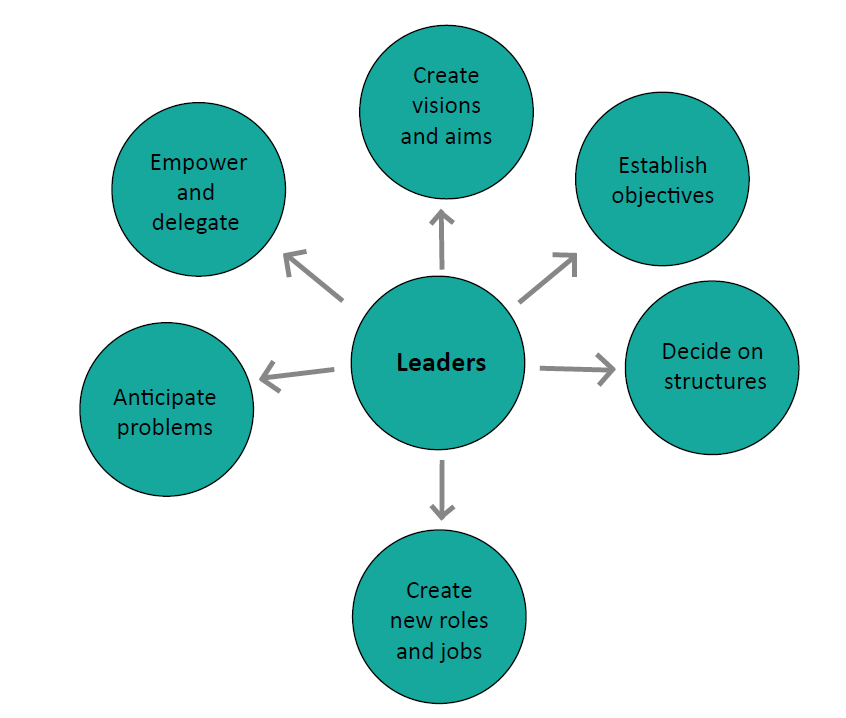 Create
visions
and aims
Establish
objectives
Empower
and
delegate
Leaders
Decide on
structures
Anticipate
problems
Create
new roles
and jobs